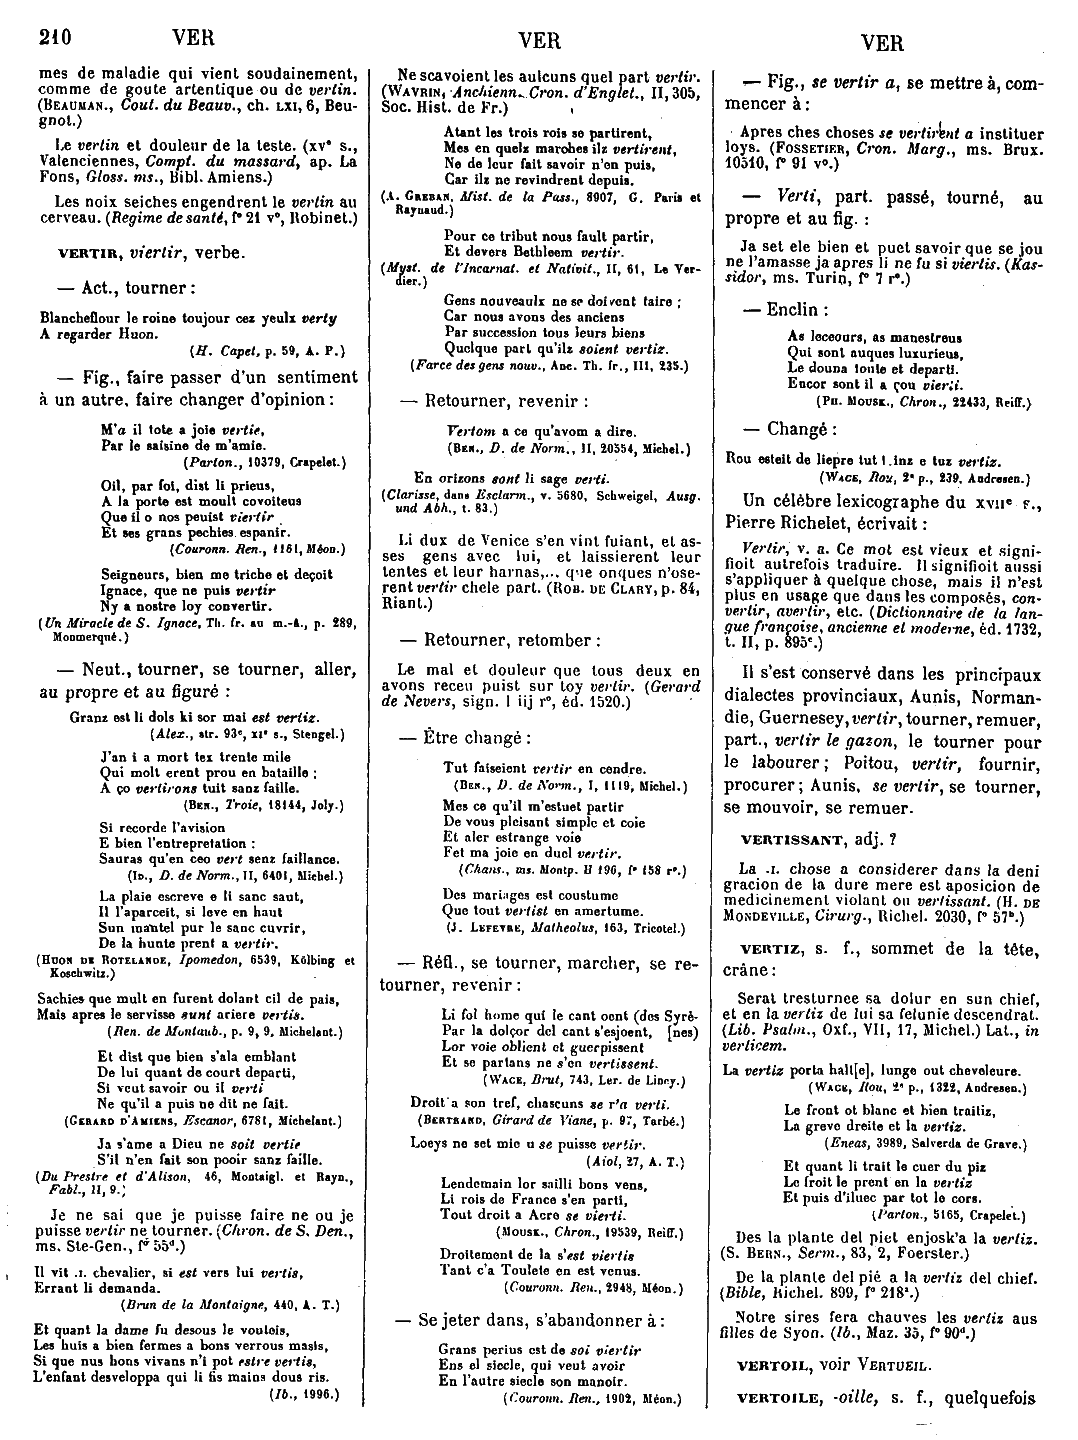 210 VER VER VER
mes de maladie qui vient soudainement,
comme de goute artentique ou de vertin.
(BEAUMAN., Cout. du Beauv., ch. LXI, 6, Beu-
gnot.)
Le vertin et douleur de la teste. (xvᵉ s.,
Valenciennes, Compt. du massard, ap. La
Fons, Gloss. ms., Bibl. Amiens.)
Les noix seiches engendrent le vertin au
cerveau. (Regime de santé, fº 21 vº, Robinet.)
VERTIR, viertir, verbe.
— Act., tourner :
Blancheflour le roine toujour cez yeulx verty
A regarder Huon.
(H. Capet, p. 59, A. P.)
— Fig., faire passer d'un sentiment
à un autre, faire changer d'opinion :
M'a il tote a joie vertie,
Par le saisine de m'amie.
(Parton., 10379, Crapelet.)
Oil, par foi, dist li prieus,
A la porte est moult covoiteus
Que il o nos peuist viertir
Et ses grans pechies espanir.
(Couronn. Ren., 1161, Méon.)
Seigneurs, bien me triche et deçoit
Ignace, que ne puis vertir
Ny a nostre loy convertir.
(Un Miracle de S. Ignace, Th. fr. au m.-â., p. 289,
Monmerqué.)
— Neut., tourner, se tourner, aller,
au propre et au figuré :
Granz est li dols ki sor mai est vertiz.
(Alex., str. 93ᵉ, xiᵉ s., Stengel.)
J'an i a mort tex trente mile
Qui molt erent prou en bataille ;
A ço vertirons tuit sanz faille.
(BEN., Troie, 18144, Joly.)
Si recorde l'avision
E bien l'entrepretation :
Sauras qu'en ceo vert senz faillance.
(ID., D. de Norm., II, 6401, Michel.)
La plaie escreve e li sanc saut,
Il l'aparceit, si leve en haut
Sun mantel pur le sanc cuvrir,
De la hunte prent a vertir.
(HUON DE ROTELANDE, Ipomedon, 6539, Kölbing et
Koschwitz.)
Sachies que mult en furent dolant cil de pais,
Mais apres le servisse sunt ariere vertis.
(Ren. de Montaub., p. 9, 9, Michelant.)
Et dist que bien s'ala emblant
De lui quant de court departi,
Si veut savoir ou il verti
Ne qu'il a puis ne dit ne fait.
(GERARD D'AMIENS, Escanor, 6781, Michelant.)
Ja s'ame a Dieu ne soit vertie
S'il n'en fait son pooir sanz faille.
(Du Prestre et d'Alison, 46, Montaigl. et Rayn.,
Fabl., II, 9.)
Je ne sai que je puisse faire ne ou je
puisse vertir ne tourner. (Chron. de S. Den.,
ms. Ste-Gen., fº 55ᵈ.)
Il vit .I. chevalier, si est vers lui vertis,
Errant li demanda.
(Brun de la Montaigne, 440, A. T.)
Et quant la dame fu desous le voutois,
Les huis a bien fermes a bons verrous masis,
Si que nus hons vivans n'i pot estre vertis,
L'enfant desveloppa qui li fis mains dous ris.
(Ib., 1996.)
Ne scavoient les aulcuns quel part vertir.
(WAVRIN, Anchienn. Cron. d'Englet., II, 305,
Soc. Hist. de Fr.)
Atant les trois rois se partirent,
Mes en quelz marches ilz vertirent,
Ne de leur fait savoir n'en puis,
Car ilz ne revindrent depuis.
(A. GREBAN, Mist. de la Pass., 8907, G. Paris et
Raynaud.)
Pour ce tribut nous fault partir,
Et devers Bethleem vertir.
(Myst. de l'Incarnat. et Nativit., II, 61, Le Ver-
dier.)
Gens nouveaulx ne se doivent taire ;
Car nous avons des anciens
Par succession tous leurs biens
Quelque part qu'ilz soient vertiz.
(Farce des gens nouv., Anc. Th. fr., III, 235.)
— Retourner, revenir :
Vertom a ce qu'avom a dire.
(BEN., D. de Norm., II, 20554, Michel.)
En orizons sont li sage verti.
(Clarisse, dans Esclarm., v. 5680, Schweigel, Ausg.
und Abh., t. 83.)
Li dux de Venice s'en vint fuiant, et as-
ses gens avec lui, et laissierent leur
tentes et leur harnas,... que onques n'ose-
rent vertir chele part. (ROB. DE CLARY, p. 84,
Riant.)
— Retourner, retomber :
Le mal et douleur que tous deux en
avons receu puist sur toy vertir. (Gerard
de Nevers, sign. I iij rº, éd. 1520.)
— Être changé :
Tut faiseient vertir en cendre.
(BEN., D. de Norm., I, 1119, Michel.)
Mes ce qu'il m'estuet partir
De vous pleisant simple et coie
Et aler estrange voie
Fet ma joie en duel vertir.
(Chans., ms. Montp. H 196, fº 158 rº.)
Des mariages est coustume
Que tout vertist en amertume.
(J. LEFEVRE, Matheolus, 163, Tricotel.)
— Réfl., se tourner, marcher, se re-
tourner, revenir :
Li fol home qui le cant oent (des Syrè-
Par la dolçor del cant s'esjoent, [nes)
Lor voie oblient et guerpissent
Et se partans ne s'en vertissent.
(WACE, Brut, 743, Ler. de Lincy.)
Droit a son tref, chascuns se r'a verti.
(BERTRAND, Girard de Viane, p. 97, Tarbé.)
Loeys ne set mie u se puisse vertir.
(Aiol, 27, A. T.)
Lendemain lor sailli bons vens,
Li rois de France s'en parti,
Tout droit a Acre se vierti.
(MOUSK., Chron., 19539, Reiff.)
Droitement de la s'est viertis
Tant c'a Toulete en est venus.
(Couronn. Ren., 2948, Méon.)
— Se jeter dans, s'abandonner à :
Grans perius est de soi viertir
Ens el siecle, qui veut avoir
En l'autre siecle son manoir.
(Couronn. Ren., 1902, Méon.)
— Fig., se vertir a, se mettre à, com-
mencer à :
Apres ches choses se vertirent a instituer
loys. (FOSSETIER, Cron. Marg., ms. Brux.
10510, fº 91 vº.)
— Verti, part. passé, tourné, au
propre et au fig. :
Ja set ele bien et puet savoir que se jou
ne l'amasse ja apres li ne fu si viertis. (Kas-
sidor, ms. Turin, fº 7 rº.)
— Enclin :
As leceours, as manestreus
Qui sont auques luxurieus,
Le douna toute et departi.
Encor sont il a çou vierti.
(PH. MOUSK., Chron., 22433, Reiff.)
— Changé :
Rou esteit de liepre tut sainz e tuz vertiz.
(WACE, Rou, 2ᵉ p., 239, Andresen.)
Un célèbre lexicographe du xviiᵉ s.,
Pierre Richelet, écrivait :
Vertir, v. a. Ce mot est vieux et signi-
fioit autrefois traduire. Il signifioit aussi
s'appliquer à quelque chose, mais il n'est
plus en usage que dans les composés, con-
vertir, avertir, etc. (Dictionnaire de la lan-
gue françoise, ancienne et moderne, éd. 1732,
t. II, p. 895ᶜ.)
Il s'est conservé dans les principaux
dialectes provinciaux, Aunis, Norman-
die, Guernesey, vertir, tourner, remuer,
part., vertir le gazon, le tourner pour
le labourer ; Poitou, vertir, fournir,
procurer ; Aunis, se vertir, se tourner,
se mouvoir, se remuer.
VERTISSANT, adj. ?
La .I. chose a considerer dans la deni
gracion de la dure mere est aposicion de
medicinement violant ou vertissant. (H. DE
MONDEVILLE, Cirurg., Richel. 2030, fº 57ᵇ.)
VERTIZ, s. f., sommet de la tête,
crâne :
Serat tresturnee sa dolur en sun chief,
et en la vertiz de lui sa felunie descendrat.
(Lib. Psalm., Oxf., VII, 17, Michel.) Lat., in
verticem.
La vertiz porta halt[e], lunge out cheveleure.
(WACE, Rou, 2ᵉ p., 1322, Andresen.)
Le front ot blanc et bien traitiz,
La greve dreite et la vertiz.
(Eneas, 3989, Salverda de Grave.)
Et quant li trait le cuer du piz
Le froit le prent en la vertiz
Et puis d'iluec par tot le cors.
(Parton., 5165, Crapelet.)
Des la plante del piet enjosk'a la vertiz.
(S. BERN., Serm., 83, 2, Foerster.)
De la plante del pié a la vertiz del chief.
(Bible, Richel. 899, fº 218ᵃ.)
Notre sires fera chauves les vertiz aus
filles de Syon. (Ib., Maz. 35, fº 90ᵈ.)
VERTOIL, voir VERTUEIL.
VERTOILE, -oille, s. f., quelquefois